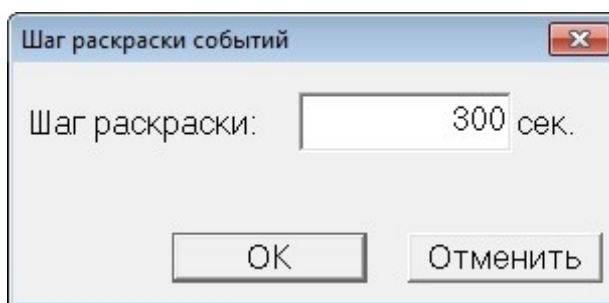 Шаг раскраски событий
Шаг раскраски: 300 сек.
OK Отменить